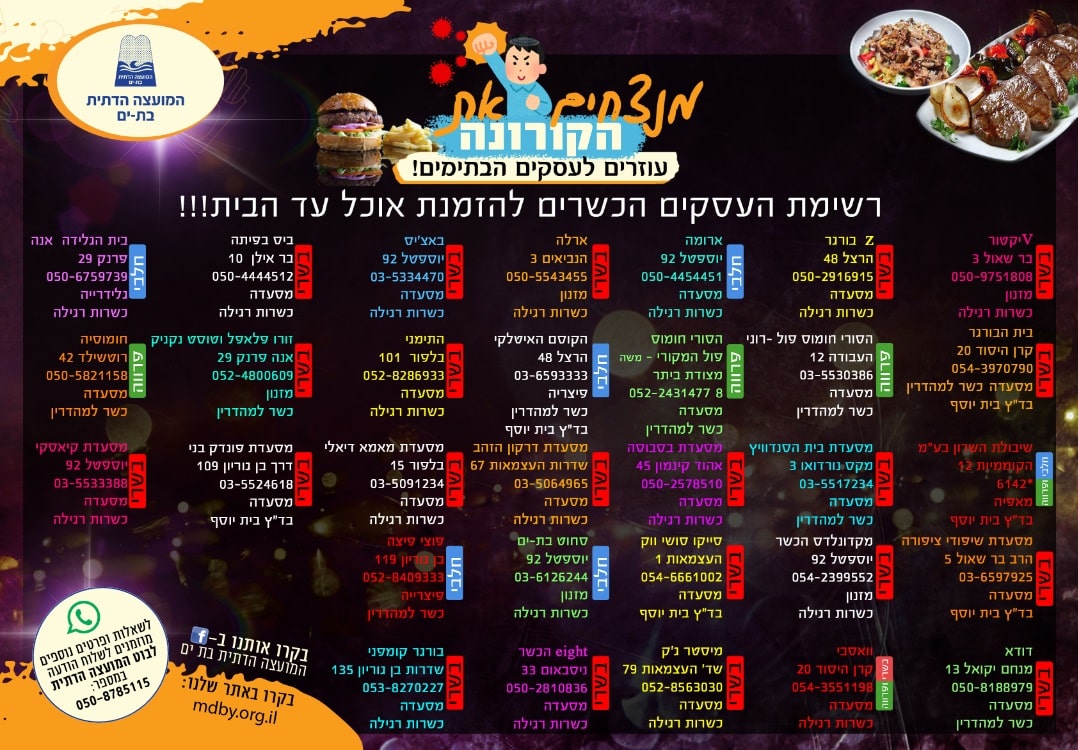 המועצה הדתית
בת-ים
המועצה הדתית
בת-ים
מנצחים את
הקורונה
עוזרים לעסקים הבתימים!
רשימת העסקים הכשרים להזמנת אוכל עד הבית!!!
Vיקטור
בר שאול 3
050-9751808
מזנון
כשרות רגילה
בשרי
Z בורגר
הרצל 48
050-2916915
מסעדה
כשרות רגילה
בשרי
ארומה
יוספטל 92
050-4454451
מסעדה
כשרות רגילה
חלבי
ארלה
הנביאים 3
050-5543455
מזנון
כשרות רגילה
בשרי
באצ'יס
יוספטל 92
03-5334470
מסעדה
כשרות רגילה
בשרי
ביס בפיתה
בר אילן 10
050-4444512
מסעדה
כשרות רגילה
בשרי
בית הגלידה אנה
פרנק 29
050-6759739
גלידרייה
כשרות רגילה
חלבי
בית הבורגר
קרן היסוד 20
054-3970790
מסעדה כשר למהדרין
בד"ץ בית יוסף
בשרי
הסורי חומוס פול -רוני
העבודה 12
03-5530386
מסעדה
כשר למהדרין
פרווה
הסורי חומוס
פול המקורי - משה
מצודת ביתר
8 052-2431477
מסעדה
כשר למהדרין
פרווה
הקוסם האישלקי
הרצל 48
03-6593333
פיצריה
כשר למהדרין
בד"ץ בית יוסף
חלבי
התימני
בלפור 101
052-8286933
מסעדה
כשרות רגילה
בשרי
זורו פלאפל וטוסט נקניק
אנה פרנק 29
052-4800609
מזנון
כשר למהדרין
בשרי
חומוסיה
רוטשילד 42
050-5821158
מסעדה
כשר למהדרין
פרווה
שיבולת השרון בע"מ
הקוממיות 12
6142*
מאפיה
בד"ץ בית יוסף
חלבי ופרווה
מסעדת בית הסנדוויץ
מקס נורדאו 3
03-5517234
מסעדה
כשר למהדרין
בשרי
מסעדת בסבוסה
אהוד קינמון 45
050-2578510
מסעדה
כשרות רגילה
בשרי
מסעדת דרקון הזהב
שדרות העצמאות 67
03-5064965
מסעדה
כשרות רגילה
בשרי
מסעדת מאמא דיאלי
בלפור 15
03-5091234
מסעדה
כשרות רגילה
בשרי
מסעדת פונדק בני
דרך בן גוריון 109
03-5524618
מסעדה
בד"ץ בית יוסף
בשרי
מסעדת קיאסקי
יוספטל 92
03-5533388
מסעדה
כשרות רגילה
בשרי
מסעדת שיפודי ציפורה
הרב בר שאול 5
03-6597925
מסעדה
בד"ץ בית יוסף
בשרי
מקדונלדס הכשר
יוספטל 92
054-2399552
מזנון
כשרות רגילה
בשרי
סייקו סושי ווק
העצמאות 1
054-6661002
מסעדה
בד"ץ בית יוסף
בשרי
סחוט בת-ים
יוספטל 92
03-6126244
מזנון
כשרות רגילה
חלבי
פוצי פיצה
בן גוריון 119
052-8409333
פיצרייה
כשר למהדרין
חלבי
דודא
מנחם יקואל 13
050-8188979
מסעדה
כשר למהדרין
בשרי
וואסבי
קרן היסוד 20
054-3551198
מסעדה
כשרות רגילה
בשרי ופרווה
מיסטר ג'ק
שד' העצמאות 79
052-8563030
מסעדה
כשרות רגילה
בשרי
eight הכשר
ניסבאום 33
050-2810836
מסעדה
כשרות רגילה
בשרי
בורגר קומפני
שדרות בן גוריון 135
053-8270227
מסעדה
כשרות רגילה
בשרי
בקרו אותנו ב-f
המועצה הדתית בת ים
בקרו באתר שלנו:
mdby.org.il
לשאלות ופרטים נוספים
מוזמנים לשלוח הודעה
לבוט המועצה הדתית
במספר:
050-8785115